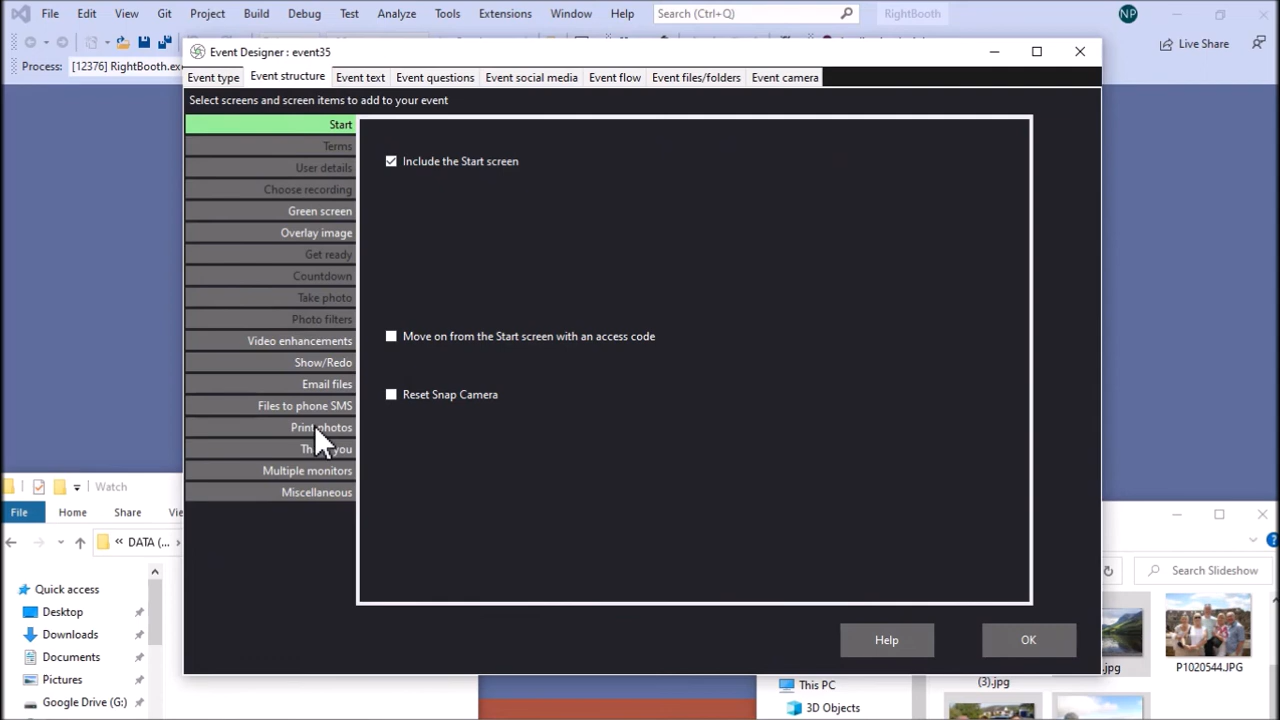 File Edit View Git Project Build Debug Test Analyze Tools Extensions Window Help Search (Ctrl+Q) RightBooth NP
Live Share
Process: [12376] RightBooth.ex
Event Designer : event35
Event type Event structure Event text Event questions Event social media Event flow Event files/folders Event camera
Select screens and screen items to add to your event
Start
Terms
User details
Choose recording
Green screen
Overlay image
Get ready
Countdown
Take photo
Photo filters
Video enhancements
Show/Redo
Email files
Files to phone SMS
Print photos
Thank you
Multiple monitors
Miscellaneous
Include the Start screen
Move on from the Start screen with an access code
Reset Snap Camera
Help OK
Watch
File Home Share Vie
« DATA (...
Quick access
Desktop
Downloads
Documents
Pictures
Google Drive (G:)
Search Slideshow
.jpg
P1020544.JPG
(3).jpg
This PC
3D Objects